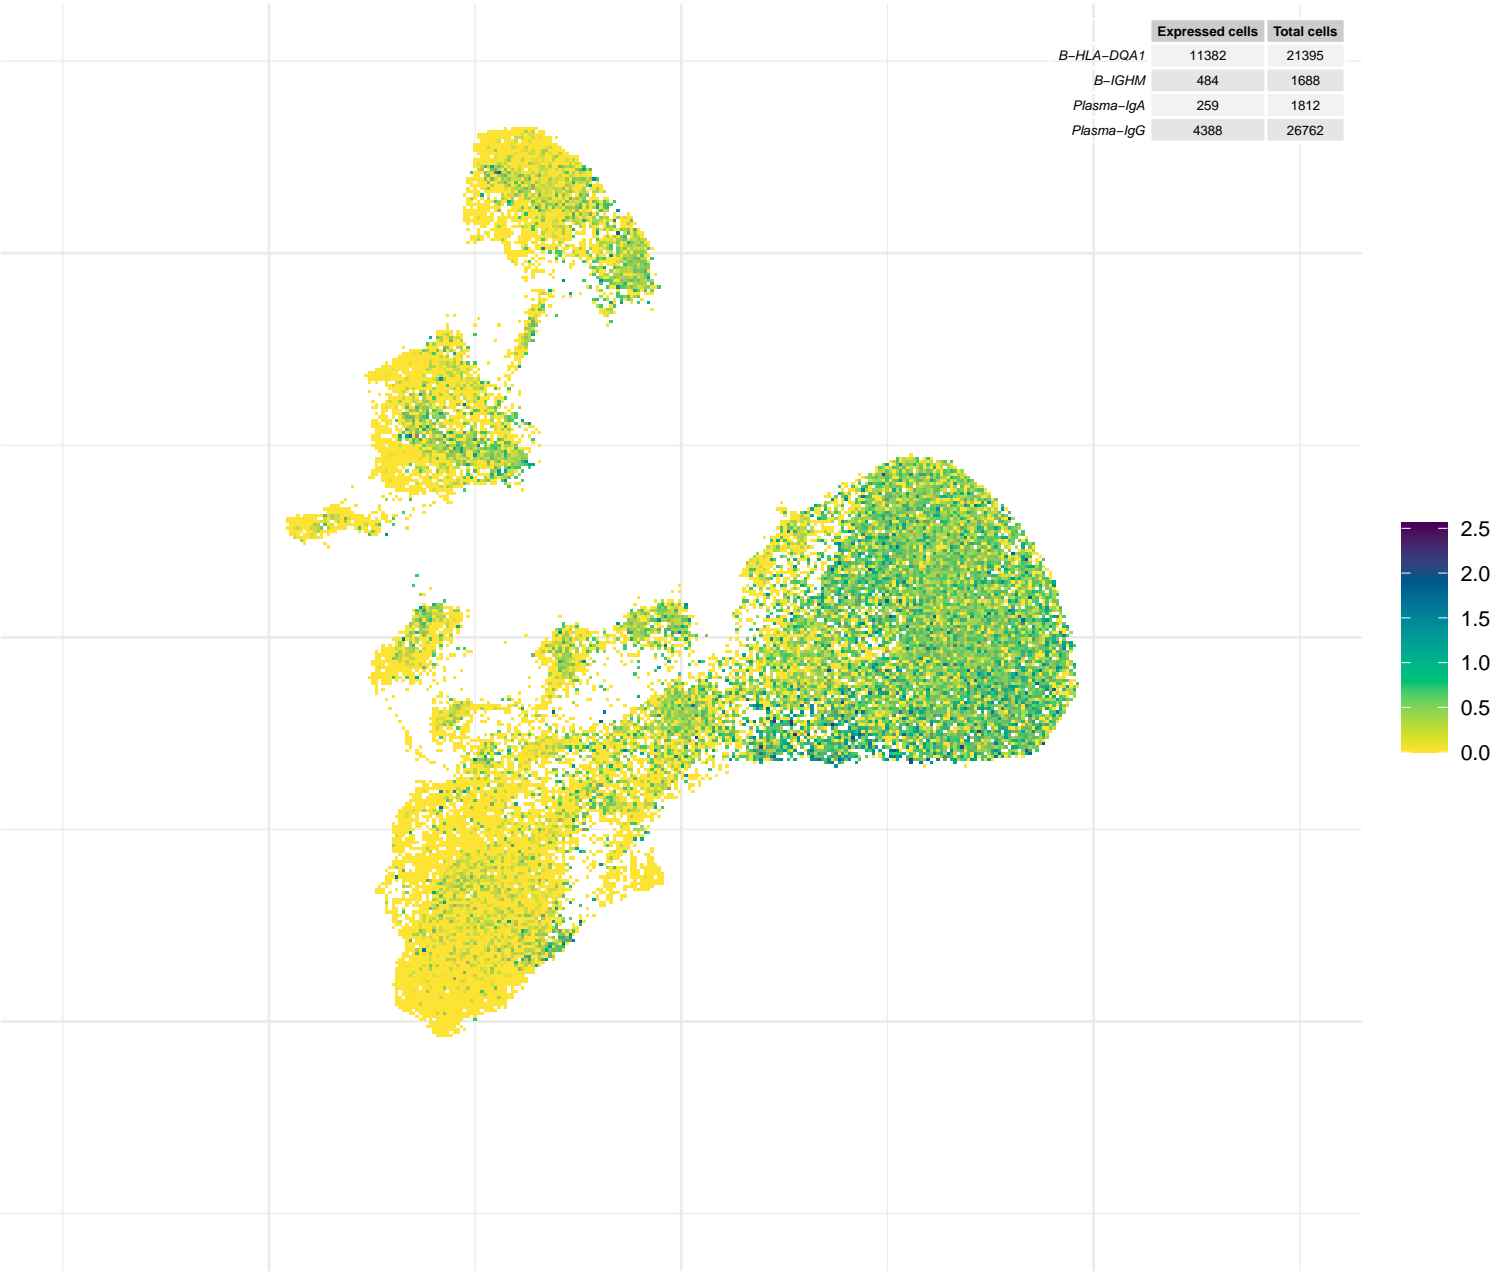 Expressed cells Total cells
B-HLA-DQA1 11382 21395
B-IGHM 484 1688
Plasma-IgA 259 1812
Plasma-IgG 4388 26762
2.5
2.0
1.5
1.0
0.5
0.0